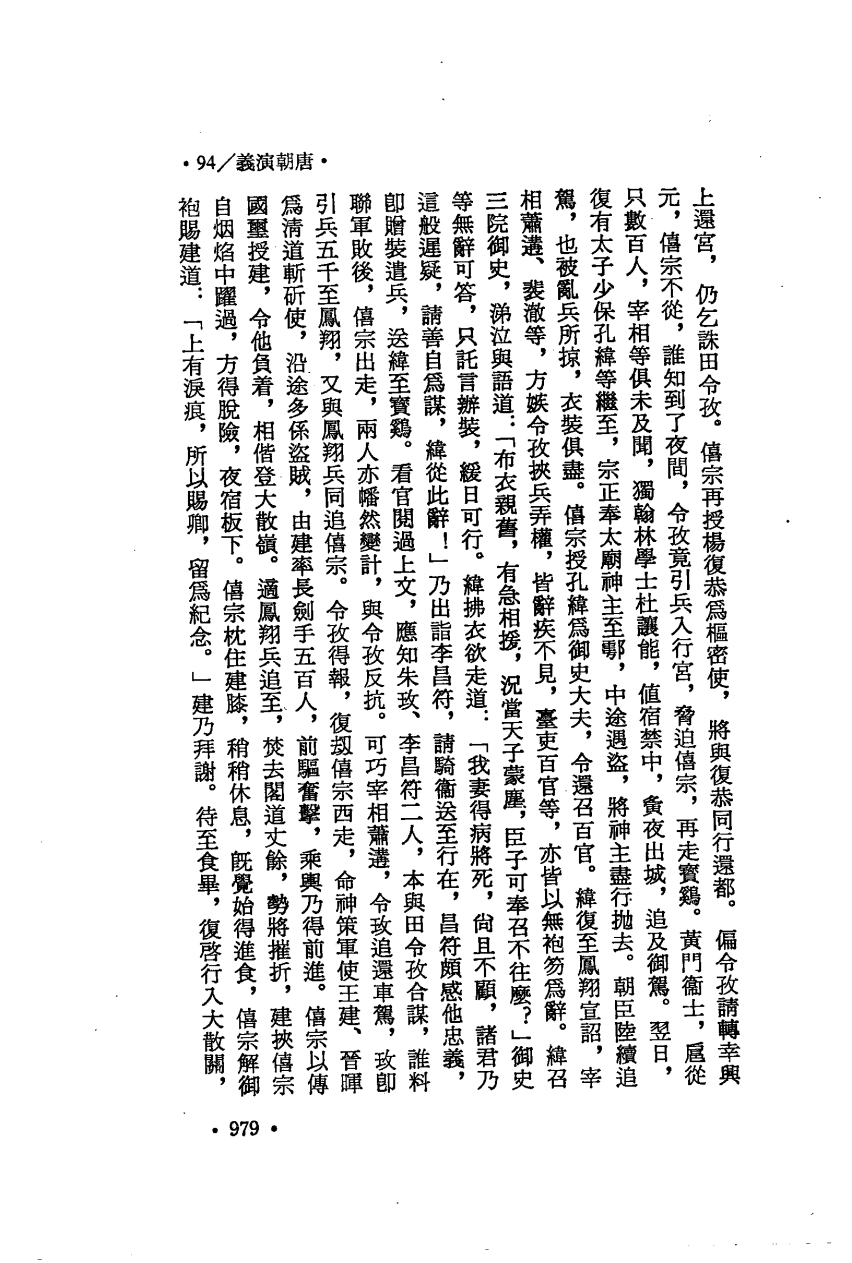 •94／義演朝唐•
上還宮，仍乞誅田令孜。僖宗再授楊復恭爲樞密使，將與復恭同行還都。偏令孜請轉幸興
元，僖宗不從，誰知到了夜間，令孜竟引兵入行宮，脅迫僖宗，再走寶鷄。黃門衞士，扈從
只數百人，宰相等俱未及聞，獨翰林學士杜讓能，値宿禁中，夤夜出城，追及御駕。翌日，
復有太子少保孔緯等繼至，宗正奉太廟神主至鄠，中途遇盜，將神主盡行拋去。朝臣陸續追
駕，也被亂兵所掠，衣裝俱盡。僖宗授孔緯爲御史大夫，令還召百官。緯復至鳳翔宣詔，宰
相蕭遘、裴澈等，方嫉令孜挾兵弄權，皆辭疾不見，臺吏百官等，亦皆以無袍笏爲辭。緯召
三院御史，涕泣與語道：「布衣親舊，有急相援，況當天子蒙塵，臣子可奉召不往麼？」御史
等無辭可答，只託言辦裝，緩日可行。緯拂衣欲走道：「我妻得病將死，尙且不顧，諸君乃
這般遲疑，請善自爲謀，緯從此辭！」乃出詣李昌符，請騎衞送至行在，昌符頗感他忠義，
卽贈裝遣兵，送緯至寶鷄。看官閱過上文，應知朱玫、李昌符二人，本與田令孜合謀，誰料
聯軍敗後，僖宗出走，兩人亦幡然變計，與令孜反抗。可巧宰相蕭遘，令玫追還車駕，玫卽
引兵五千至鳳翔，又與鳳翔兵同追僖宗。令孜得報，復刼僖宗西走，命神策軍使王建、晉暉
爲淸道斬斫使，沿途多係盜賊，由建率長劍手五百人，前驅奮擊，乘輿乃得前進。僖宗以傳
國璽授建，令他負着，相偕登大散嶺。適鳳翔兵追至，焚去閣道丈餘，勢將摧折，建挾僖宗
自烟焰中躍過，方得脫險，夜宿板下。僖宗枕住建膝，稍稍休息，旣覺始得進食，僖宗解御
袍賜建道：「上有淚痕，所以賜卿，留爲紀念。」建乃拜謝。待至食畢，復啓行入大散關，
•979•